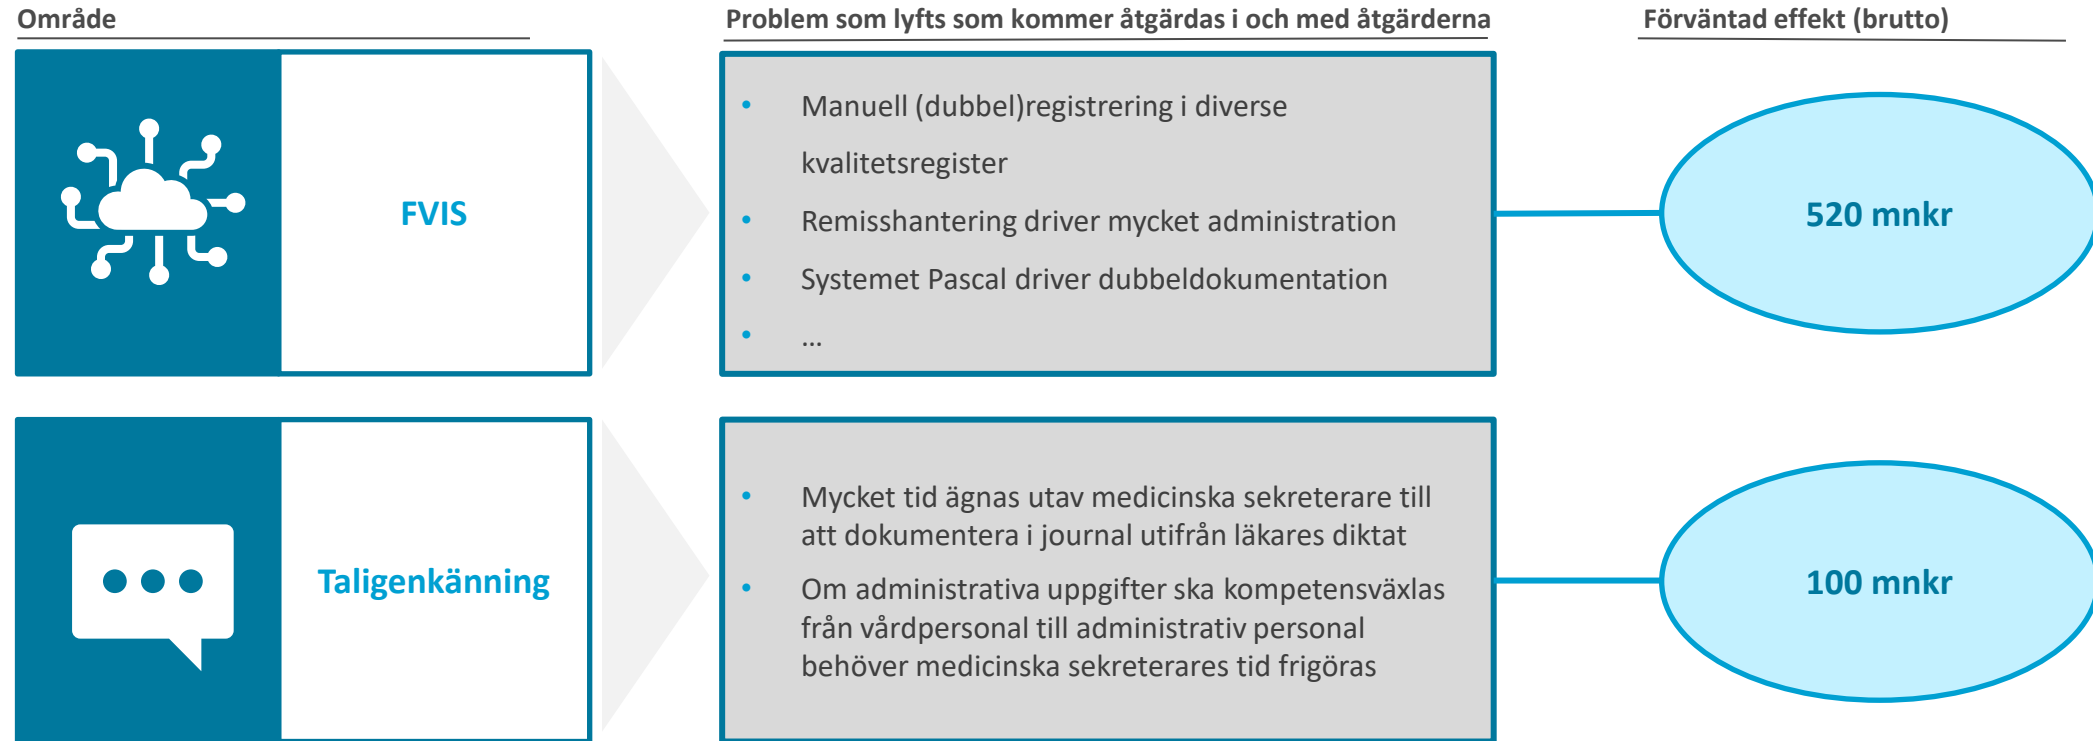 Område
Problem som lyfts som kommer åtgärdas i och med åtgärderna
Förväntad effekt (brutto)
FVIS
• Manuell (dubbel)registrering i diverse
kvalitetsregister
• Remisshantering driver mycket administration
• Systemet Pascal driver dubbeldokumentation
• ...
520 mnkr
Taligenkänning
• Mycket tid ägnas utav medicinska sekreterare till
att dokumentera i journal utifrån läkares diktat
• Om administrativa uppgifter ska kompetensväxlas
från vårdpersonal till administrativ personal
behöver medicinska sekreterares tid frigöras
100 mnkr